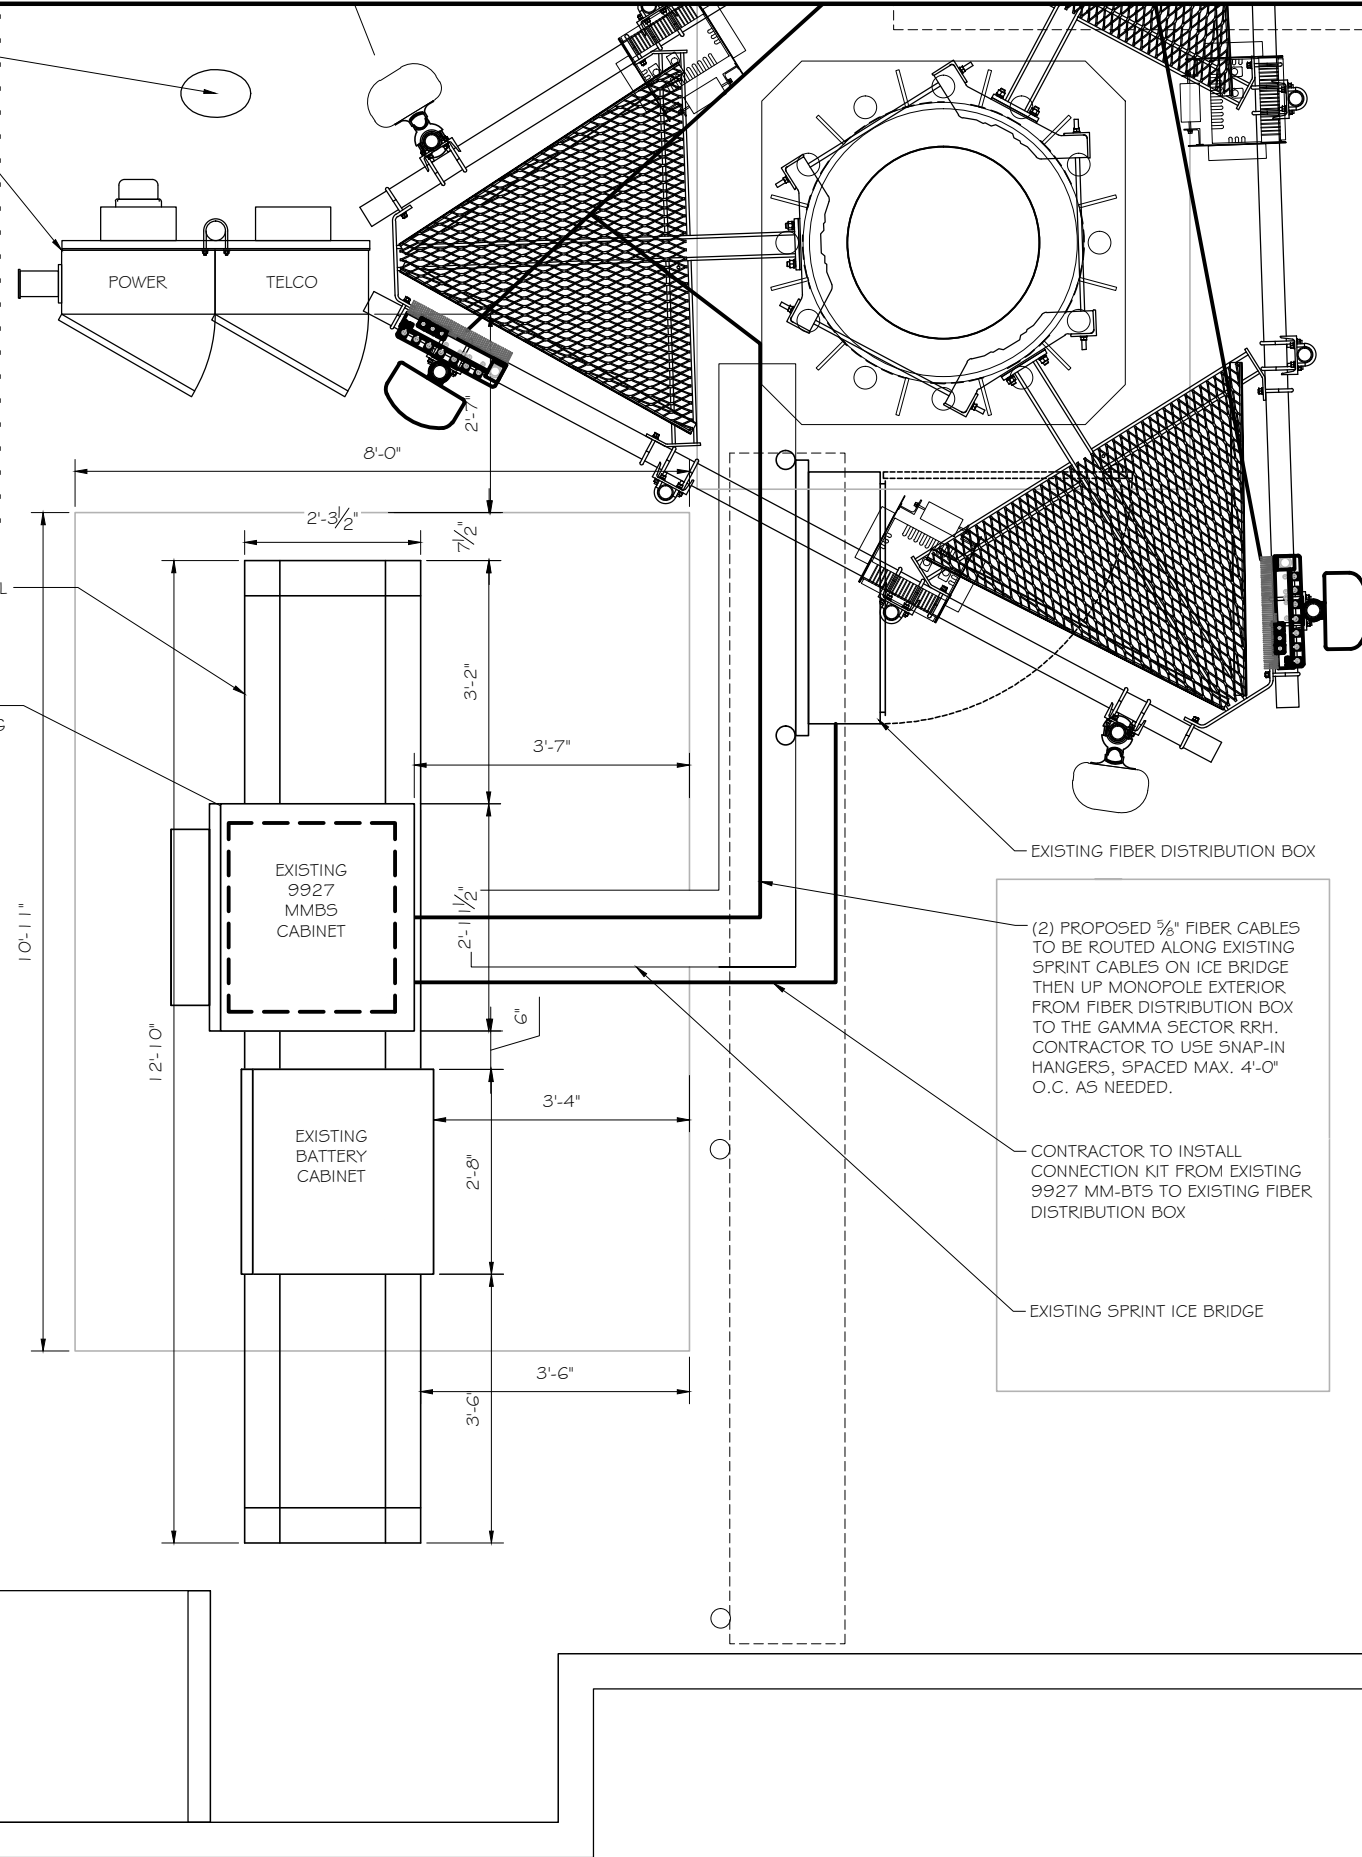 POWER
TELCO
2'-7"
8'-0"
2'-3½"
7½"
L
3'-2"
G
3'-7"
EXISTING FIBER DISTRIBUTION BOX
EXISTING
9927
MMBS
CABINET
2'-11½"
10'-11"
(2) PROPOSED ⅝" FIBER CABLES
TO BE ROUTED ALONG EXISTING
SPRINT CABLES ON ICE BRIDGE
THEN UP MONOPOLE EXTERIOR
FROM FIBER DISTRIBUTION BOX
TO THE GAMMA SECTOR RRH.
CONTRACTOR TO USE SNAP-IN
HANGERS, SPACED MAX. 4'-0"
O.C. AS NEEDED.
6"
12'-10"
3'-4"
EXISTING
BATTERY
CABINET
2'-8"
CONTRACTOR TO INSTALL
CONNECTION KIT FROM EXISTING
9927 MM-BTS TO EXISTING FIBER
DISTRIBUTION BOX
EXISTING SPRINT ICE BRIDGE
3'-6"
3'-6"